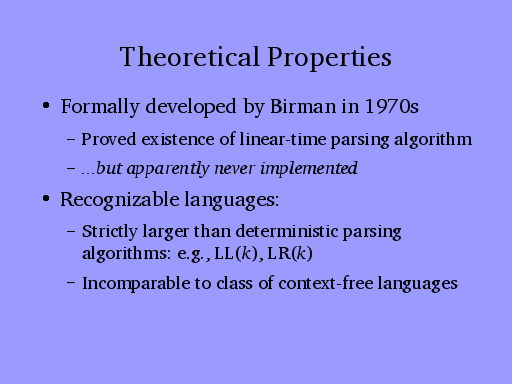 Theoretical Properties
• Formally developed by Birman in 1970s
– Proved existence of linear-time parsing algorithm
– ...but apparently never implemented
• Recognizable languages:
– Strictly larger than deterministic parsing
algorithms: e.g., LL(k), LR(k)
– Incomparable to class of context-free languages